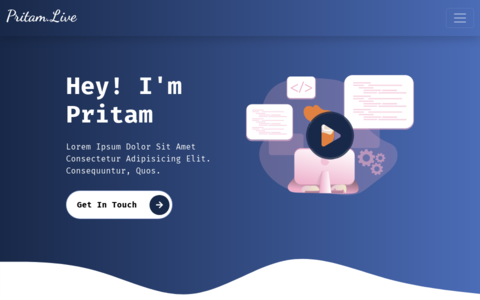 Pritam.Live
Hey! I'm
Pritam
Lorem Ipsum Dolor Sit Amet
Consectetur Adipisicing Elit.
Consequuntur, Quos.
Get In Touch